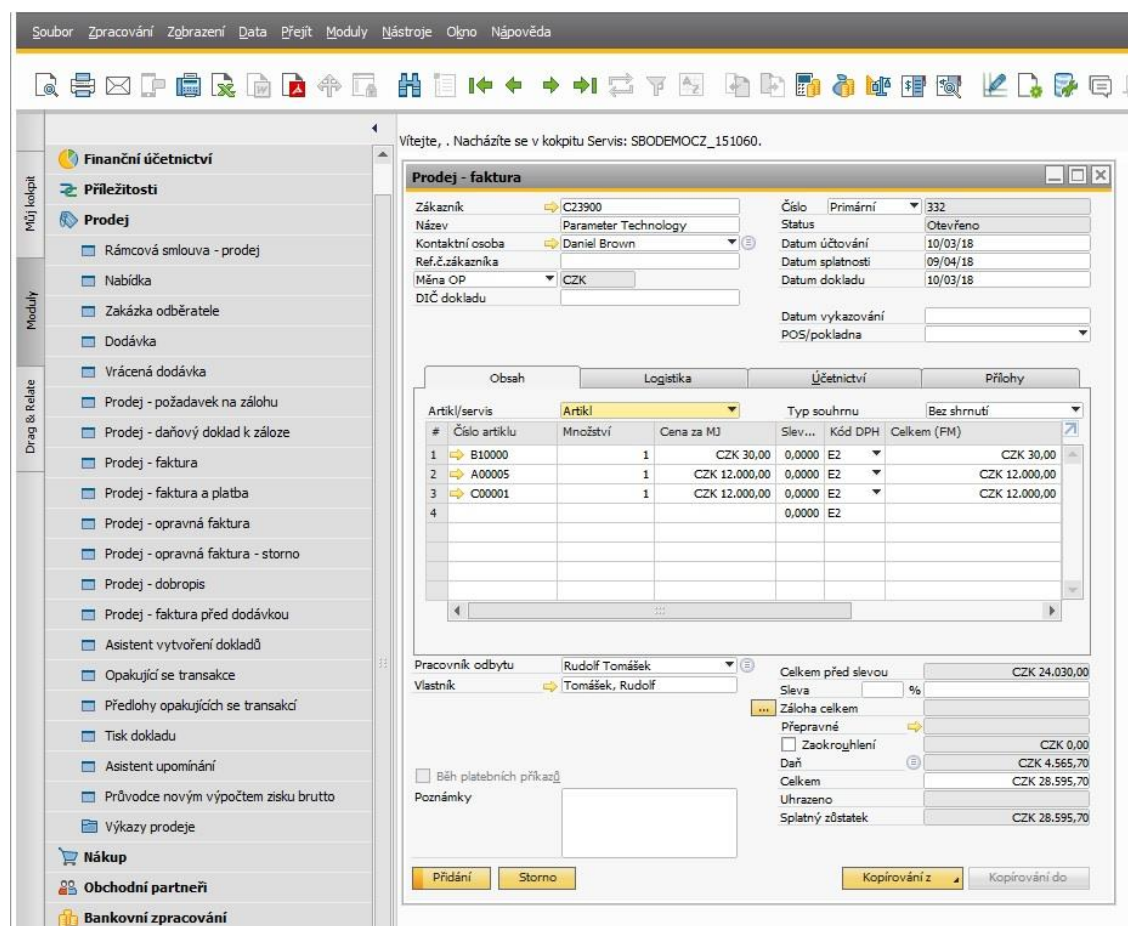 Soubor Zpracování Zobrazení Data Přejít Moduly Nástroje Okno Nápověda
Můj kokpit
Moduly
Drag & Relate
Finanční účetnictví
Příležitosti
Prodej
Rámcová smlouva - prodej
Nabídka
Zakázka odběratele
Dodávka
Vrácená dodávka
Prodej - požadavek na zálohu
Prodej - daňový doklad k záloze
Prodej - faktura
Prodej - faktura a platba
Prodej - opravná faktura
Prodej - opravná faktura - storno
Prodej - dobropis
Prodej - faktura před dodávkou
Asistent vytvoření dokladů
Opakující se transakce
Předlohy opakujících se transakcí
Tisk dokladu
Asistent upomínání
Průvodce novým výpočtem zisku brutto
Výkazy prodeje
Nákup
Obchodní partneři
Bankovní zpracování
Vítejte, . Nacházíte se v kokpitu Servis: SBODEMOCZ_151060.
Prodej - faktura
Zákazník C23900
Název Parameter Technology
Kontaktní osoba Daniel Brown
Ref.č.zákazníka
Měna OP CZK
DIČ dokladu
Číslo Primární 332
Status Otevřeno
Datum účtování 10/03/18
Datum splatnosti 09/04/18
Datum dokladu 10/03/18
Datum vykazování
POS/pokladna
Obsah Logistika Účetnictví Přílohy
Artikl/servis Artikl Typ souhrnu Bez shrnutí
# Číslo artiklu Množství Cena za MJ Slev... Kód DPH Celkem (FM)
1 B10000 1 CZK 30,00 0,0000 E2 CZK 30,00
2 A00005 1 CZK 12.000,00 0,0000 E2 CZK 12.000,00
3 C00001 1 CZK 12.000,00 0,0000 E2 CZK 12.000,00
4 0,0000 E2
Pracovník odbytu Rudolf Tomášek
Vlastník Tomášek, Rudolf
Běh platebních příkazů
Poznámky
Celkem před slevou CZK 24.030,00
Sleva %
... Záloha celkem
Přepravné
Zaokrouhlení CZK 0,00
Daň CZK 4.565,70
Celkem CZK 28.595,70
Uhrazeno
Splatný zůstatek CZK 28.595,70
Přidání Storno Kopírování z Kopírování do